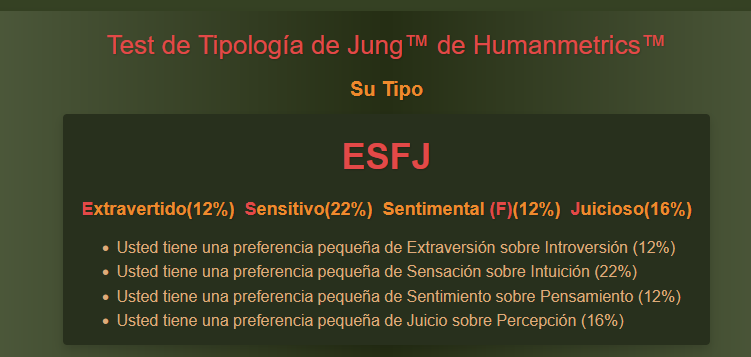 Test de Tipología de Jung™ de Humanmetrics™
Su Tipo
ESFJ
Extravertido(12%) Sensitivo(22%) Sentimental (F)(12%) Juicioso(16%)
• Usted tiene una preferencia pequeña de Extraversión sobre Introversión (12%)
• Usted tiene una preferencia pequeña de Sensación sobre Intuición (22%)
• Usted tiene una preferencia pequeña de Sentimiento sobre Pensamiento (12%)
• Usted tiene una preferencia pequeña de Juicio sobre Percepción (16%)